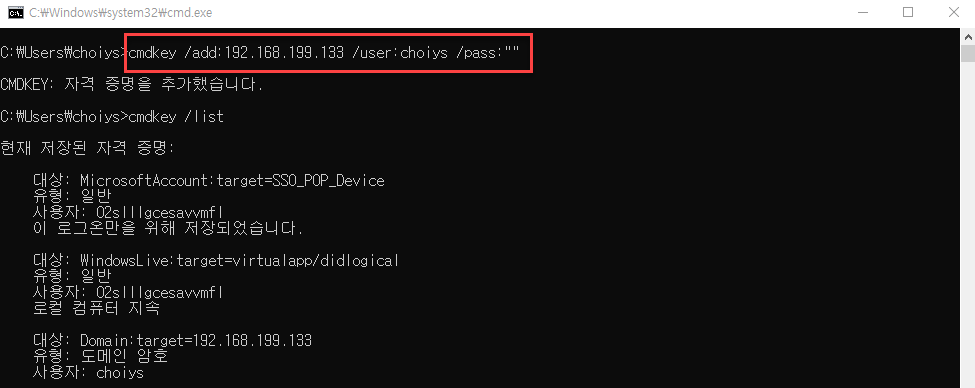 C:₩Windows₩system32₩cmd.exe
C:₩Users₩choiys>cmdkey /add:192.168.199.133 /user:choiys /pass:""
CMDKEY: 자격 증명을 추가했습니다.
C:₩Users₩choiys>cmdkey /list
현재 저장된 자격 증명:
대상: MicrosoftAccount:target=SSO_POP_Device
유형: 일반
사용자: 02slllgcesavvmfl
이 로그온만을 위해 저장되었습니다.
대상: WindowsLive:target=virtualapp/didlogical
유형: 일반
사용자: 02slllgcesavvmfl
로컬 컴퓨터 지속
대상: Domain:target=192.168.199.133
유형: 도메인 암호
사용자: choiys